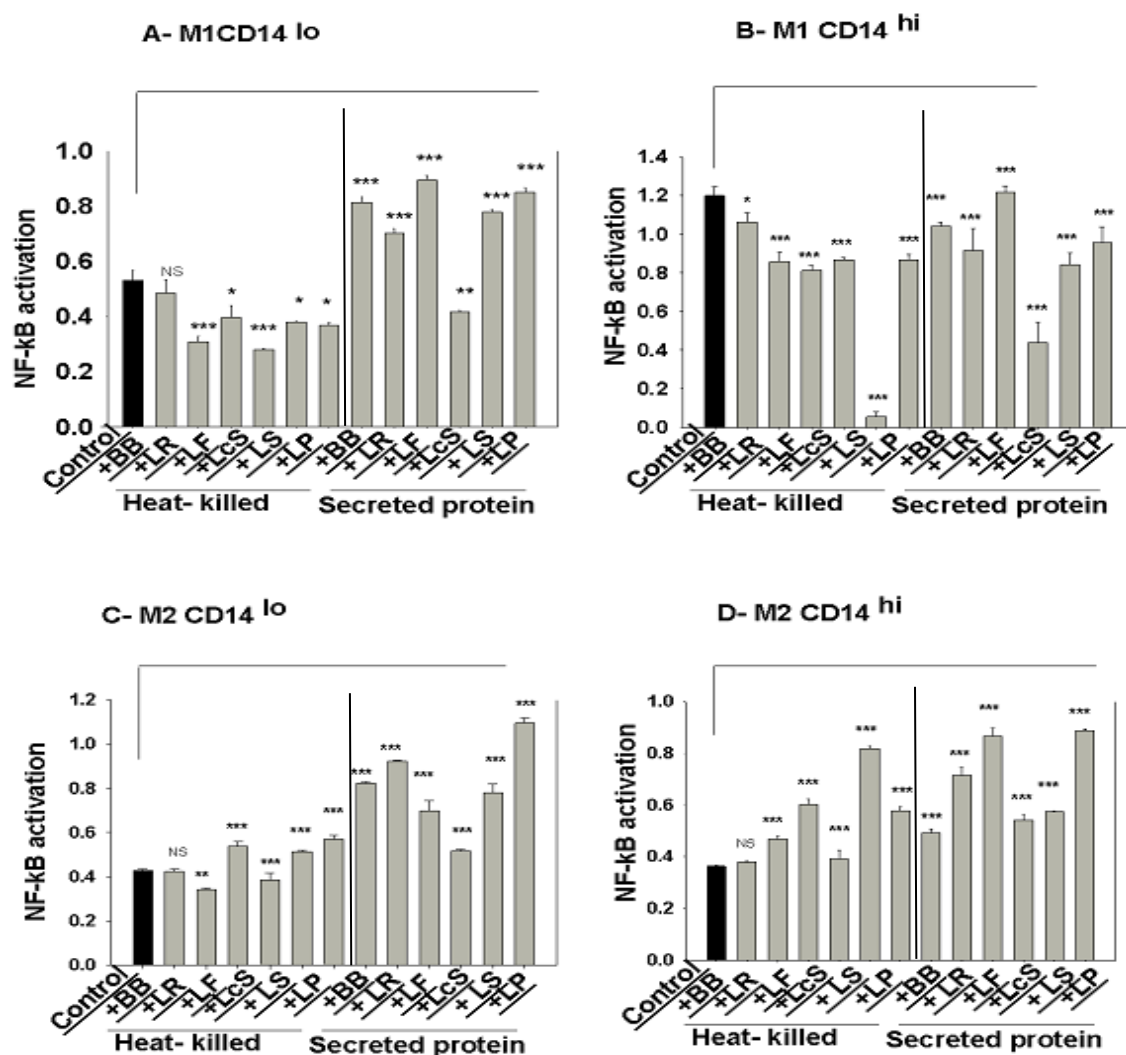 A- M1CD14 lo
NF-kB activation
1.0
0.8
0.6
0.4
0.2
0.0
NS
***
*
***
*
*
***
***
***
**
***
***
Control
+BB
+LR
+LF
+LcS
+ LS
+LP
+BB
+ LR
+LF
+LcS
+ LS
+LP
Heat- killed
Secreted protein
B- M1 CD14 hi
NF-kB activation
1.4
1.2
1.0
0.8
0.6
0.4
0.2
0.0
*
***
***
***
***
***
***
***
***
***
***
***
Control
+BB
+LR
+LF
+LcS
+ LS
+LP
+BB
+ LR
+LF
+LcS
+ LS
+LP
Heat- killed
Secreted protein
C- M2 CD14 lo
NF-kB activation
1.2
1.0
0.8
0.6
0.4
0.2
0.0
NS
**
***
***
***
***
***
***
***
***
***
***
Control
+BB
+LR
+LF
+LcS
+ LS
+LP
+BB
+LR
+LF
+LcS
+ LS
+LP
Heat- killed
Secreted protein
D- M2 CD14 hi
NF-kB activation
1.0
0.8
0.6
0.4
0.2
0.0
NS
***
***
***
***
***
***
***
***
***
***
***
Control
+BB
+LR
+LF
+LcS
+ LS
+LP
+BB
+LR
+LF
+LcS
+ LS
+LP
Heat- killed
Secreted protein